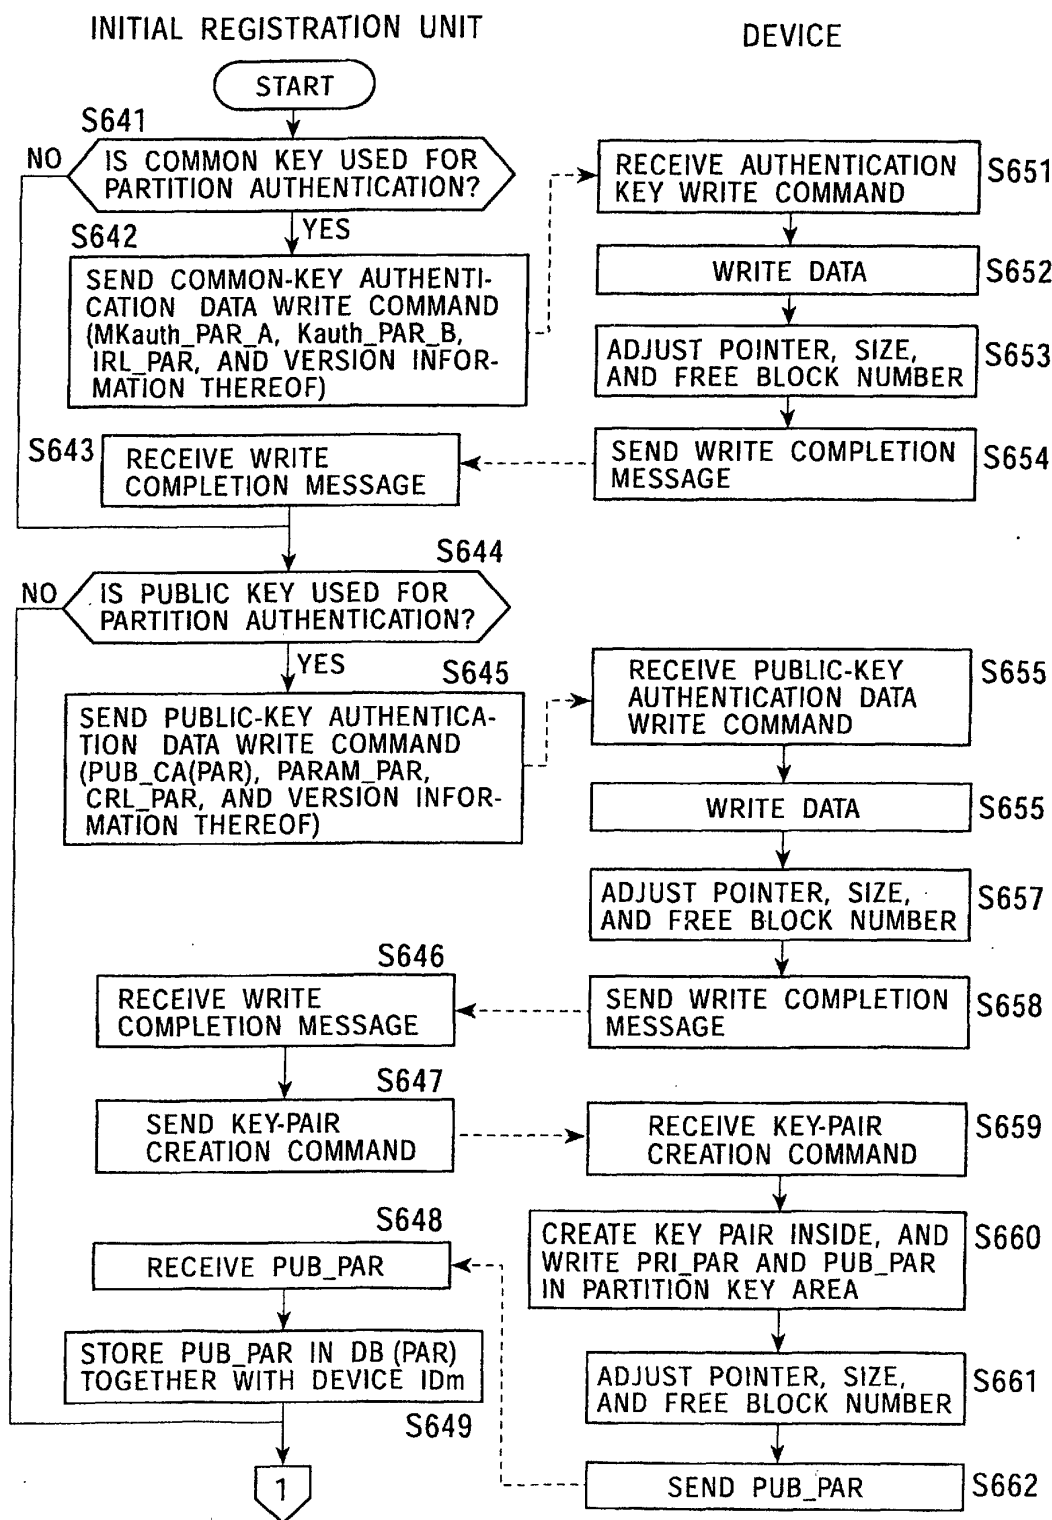 INITIAL REGISTRATION UNIT
DEVICE
START
S641
NO
IS COMMON KEY USED FOR
PARTITION AUTHENTICATION?
YES
S642
SEND COMMON-KEY AUTHENTI-
CATION DATA WRITE COMMAND
(MKauth_PAR_A, Kauth_PAR_B,
IRL_PAR, AND VERSION INFOR-
MATION THEREOF)
RECEIVE AUTHENTICATION
KEY WRITE COMMAND
S651
WRITE DATA
S652
ADJUST POINTER, SIZE,
AND FREE BLOCK NUMBER
S653
S643
RECEIVE WRITE
COMPLETION MESSAGE
SEND WRITE COMPLETION
MESSAGE
S654
S644
NO
IS PUBLIC KEY USED FOR
PARTITION AUTHENTICATION?
YES
S645
SEND PUBLIC-KEY AUTHENTICA-
TION DATA WRITE COMMAND
(PUB_CA(PAR), PARAM_PAR,
CRL_PAR, AND VERSION INFOR-
MATION THEREOF)
RECEIVE PUBLIC-KEY
AUTHENTICATION DATA
WRITE COMMAND
S655
WRITE DATA
S655
ADJUST POINTER, SIZE,
AND FREE BLOCK NUMBER
S657
S646
RECEIVE WRITE
COMPLETION MESSAGE
SEND WRITE COMPLETION
MESSAGE
S658
S647
SEND KEY-PAIR
CREATION COMMAND
RECEIVE KEY-PAIR
CREATION COMMAND
S659
S648
RECEIVE PUB_PAR
CREATE KEY PAIR INSIDE, AND
WRITE PRI_PAR AND PUB_PAR
IN PARTITION KEY AREA
S660
STORE PUB_PAR IN DB (PAR)
TOGETHER WITH DEVICE IDm
S649
ADJUST POINTER, SIZE,
AND FREE BLOCK NUMBER
S661
1
SEND PUB_PAR
S662